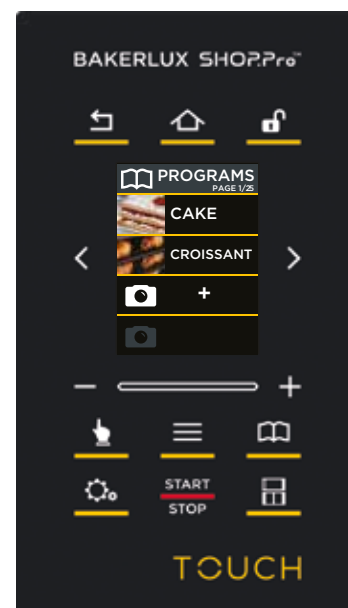 BAKERLUX SHOP.Pro™
PROGRAMS
PAGE 1/25
CAKE
CROISSANT
+
START
STOP
TOUCH